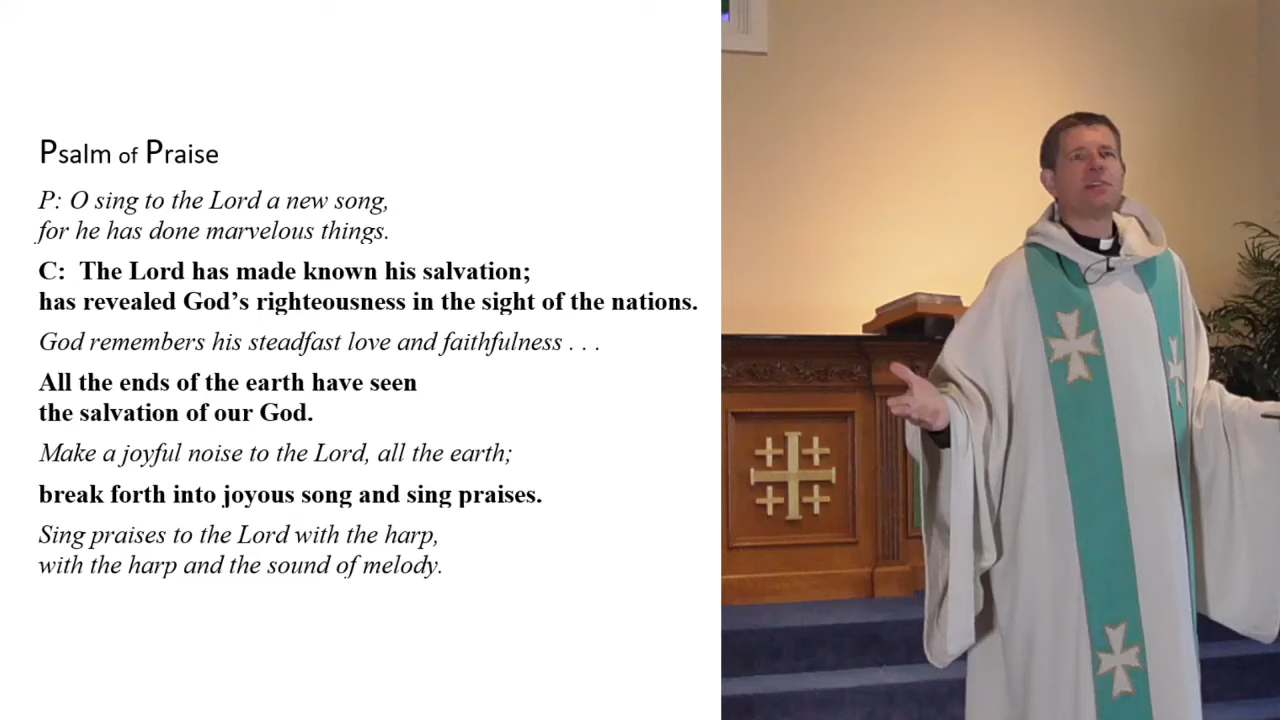 Psalm of Praise
P: O sing to the Lord a new song,
for he has done marvelous things.
C:  The Lord has made known his salvation;
has revealed God’s righteousness in the sight of the nations.
God remembers his steadfast love and faithfulness . . .
All the ends of the earth have seen
the salvation of our God.
Make a joyful noise to the Lord, all the earth;
break forth into joyous song and sing praises.
Sing praises to the Lord with the harp,
with the harp and the sound of melody.